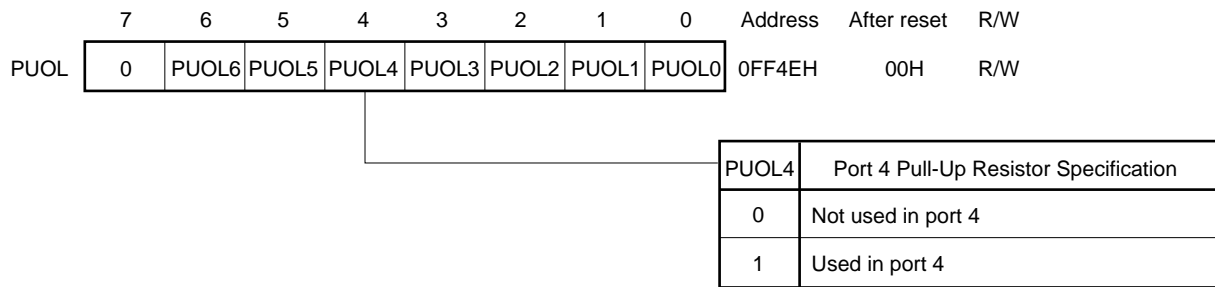 7 6 5 4 3 2 1 0 Address After reset R/W
PUOL 0 PUOL6 PUOL5 PUOL4 PUOL3 PUOL2 PUOL1 PUOL0 0FF4EH 00H R/W
PUOL4 Port 4 Pull-Up Resistor Specification
0 Not used in port 4
1 Used in port 4